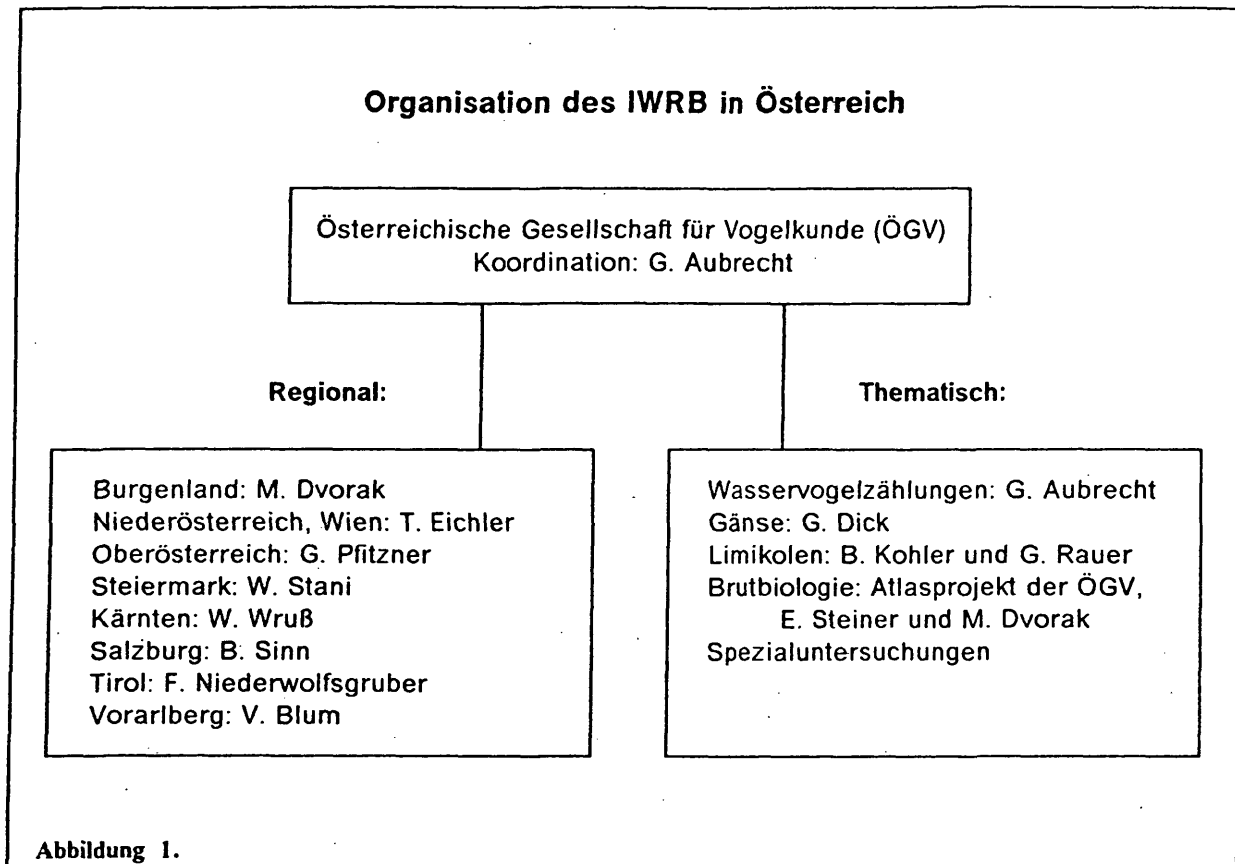 Organisation des IWRB in Österreich
Österreichische Gesellschaft für Vogelkunde (ÖGV)
Koordination: G. Aubrecht
Regional:
Burgenland: M. Dvorak
Niederösterreich, Wien: T. Eichler
Oberösterreich: G. Pfitzner
Steiermark: W. Stani
Kärnten: W. Wruß
Salzburg: B. Sinn
Tirol: F. Niederwolfsgruber
Vorarlberg: V. Blum
Thematisch:
Wasservogelzählungen: G. Aubrecht
Gänse: G. Dick
Limikolen: B. Kohler und G. Rauer
Brutbiologie: Atlasprojekt der ÖGV,
E. Steiner und M. Dvorak
Spezialuntersuchungen
Abbildung 1.